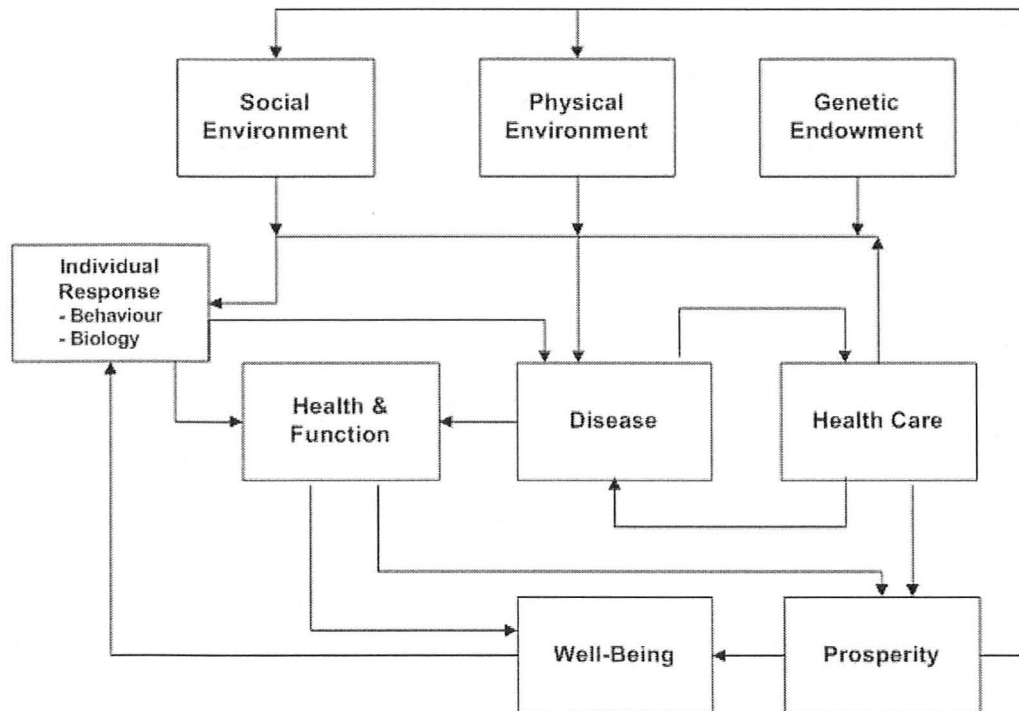 Social
Environment
Physical
Environment
Genetic
Endowment
Individual
Response
- Behaviour
- Biology
Health &
Function
Disease
Health Care
Well-Being
Prosperity